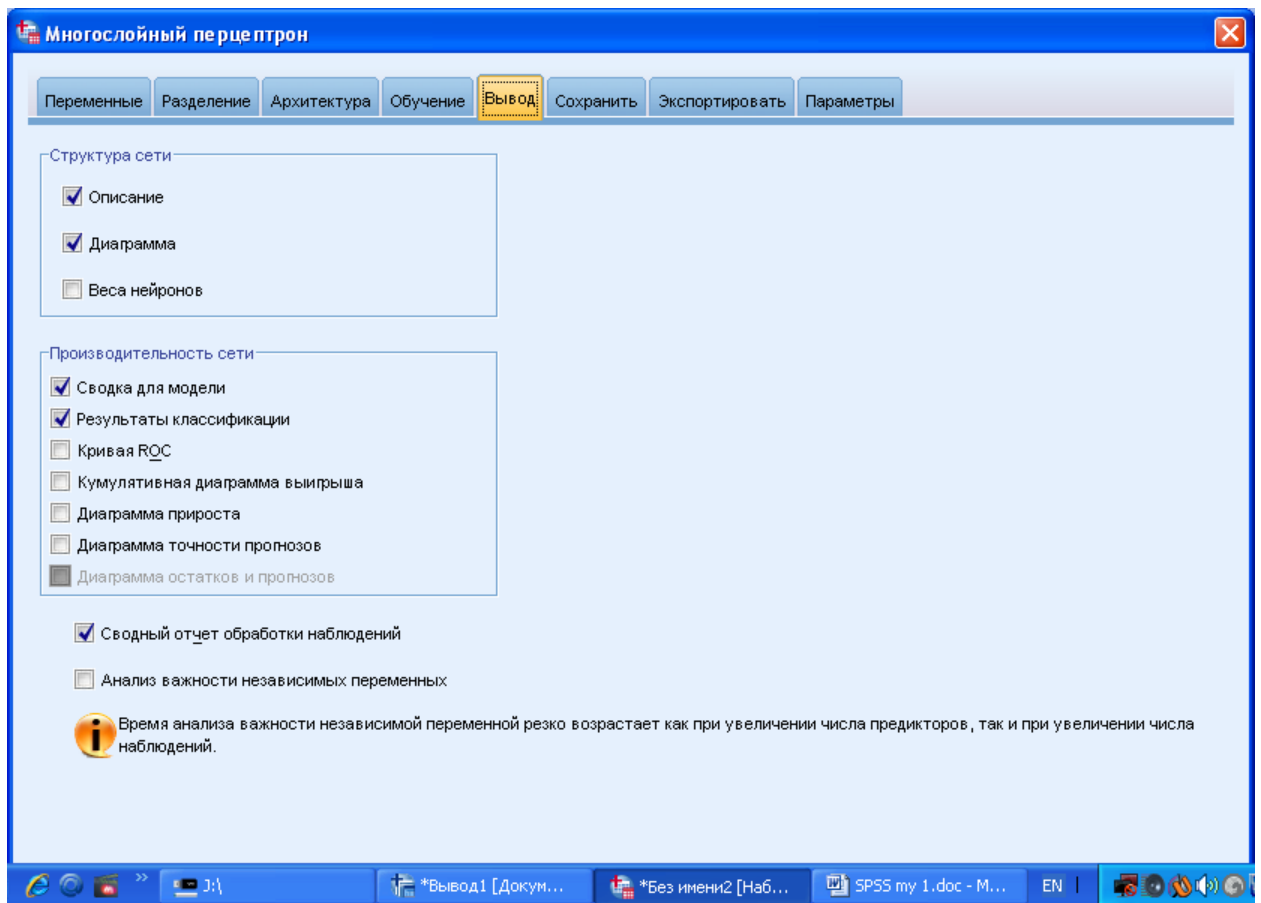 Многослойный перцептрон
Переменные Разделение Архитектура Обучение Вывод Сохранить Экспортировать Параметры
Структура сети
Описание
Диаграмма
Веса нейронов
Производительность сети
Сводка для модели
Результаты классификации
Кривая ROC
Кумулятивная диаграмма выигрыша
Диаграмма прироста
Диаграмма точности прогнозов
Диаграмма остатков и прогнозов
Сводный отчет обработки наблюдений
Анализ важности независимых переменных
Время анализа важности независимой переменной резко возрастает как при увеличении числа предикторов, так и при увеличении числа
наблюдений.
J:\ *Вывод1 [Докум... *Без имени2 [Наб... SPSS my 1.doc - M... EN